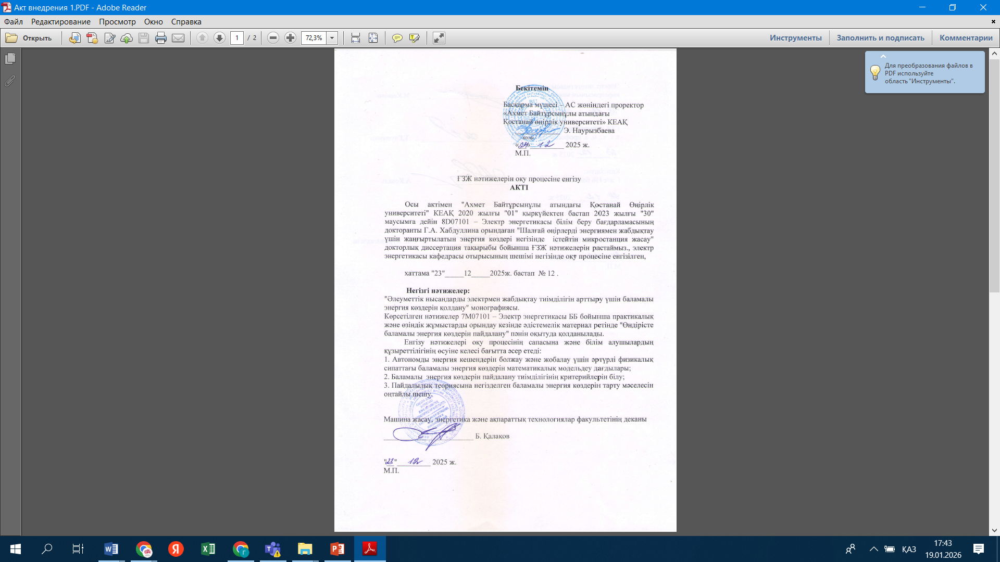 Акт внедрения 1.PDF - Adobe Reader
Файл Редактирование Просмотр Окно Справка
Открыть 1 / 2 72,3% Инструменты Заполнить и подписать Комментарии
Для преобразования файлов в
PDF используйте
область "Инструменты".
Бекітемін
Басқарма мүшесі – АС жөніндегі проректор
«Ахмет Байтұрсынұлы атындағы
Қостанай өңірлік университеті» КЕАҚ
Э. Наурызбаева
қолы
« » 12 2025 ж.
М.П.
ҒЗЖ нәтижелерін оқу процесіне енгізу
АКТІ
Осы актімен "Ахмет Байтұрсынұлы атындағы Қостанай Өңірлік
университеті" КЕАҚ 2020 жылғы "01" қыркүйектен бастап 2023 жылғы "30"
маусымға дейін 8D07101 – Электр энергетикасы білім беру бағдарламасының
докторанты Г.А. Хабдуллина орындаған "Шалғай өңірлерді энергиямен жабдықтау
үшін жаңғыртылатын энергия көздері негізінде істейтін микростанция жасау"
докторлық диссертация тақырыбы бойынша ҒЗЖ нәтижелерін растаймыз., электр
энергетикасы кафедрасы отырысының шешімі негізінде оқу процесіне енгізілген,
хаттама "23"_____12_____2025ж. бастап № 12 .
Негізгі нәтижелер:
"Әлеуметтік нысандарды электрмен жабдықтау тиімділігін арттыру үшін баламалы
энергия көздерін қолдану" монографиясы.
Көрсетілген нәтижелер 7М07101 – Электр энергетикасы ББ бойынша практикалық
және өзіндік жұмыстарды орындау кезінде әдістемелік материал ретінде "Өндірісте
баламалы энергия көздерін пайдалану" пәнін оқытуда қолданылады.
Енгізу нәтижелері оқу процесінің сапасына және білім алушылардың
құзыреттілігінің өсуіне келесі бағытта әсер етеді:
1. Автономды энергия кешендерін болжау және жобалау үшін әртүрлі физикалық
сипаттағы баламалы энергия көздерін математикалық модельдеу дағдылары;
2. Баламалы энергия көздерін пайдалану тиімділігінің критерийлерін білу;
3. Пайдалылық теориясына негізделген баламалы энергия көздерін тарту мәселесін
оңтайлы шешу.
Машина жасау, энергетика және ақпараттық технологиялар факультетінің деканы
Б. Қалақов
"23" 12 2025 ж.
М.П.
ҚАЗ
17:43
19.01.2026